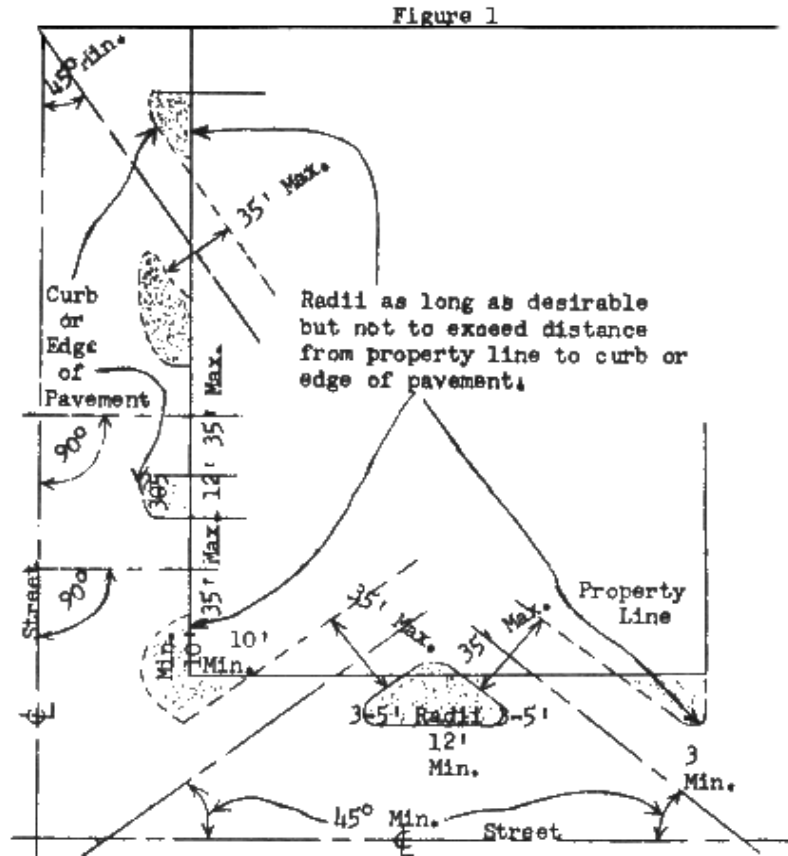 Figure 1
45° Min.
35' Max.
Curb
or
Edge
of
Pavement
Radii as long as desirable
but not to exceed distance
from property line to curb or
edge of pavement.
90°
35' Max.
12'
90°
35' Max.
Street
Min.
10'
10'
Min.
35'
Max.
35' Max.
Property
Line
3-5' Radii 3-5'
12'
Min.
3
Min.
45° Min.
Street